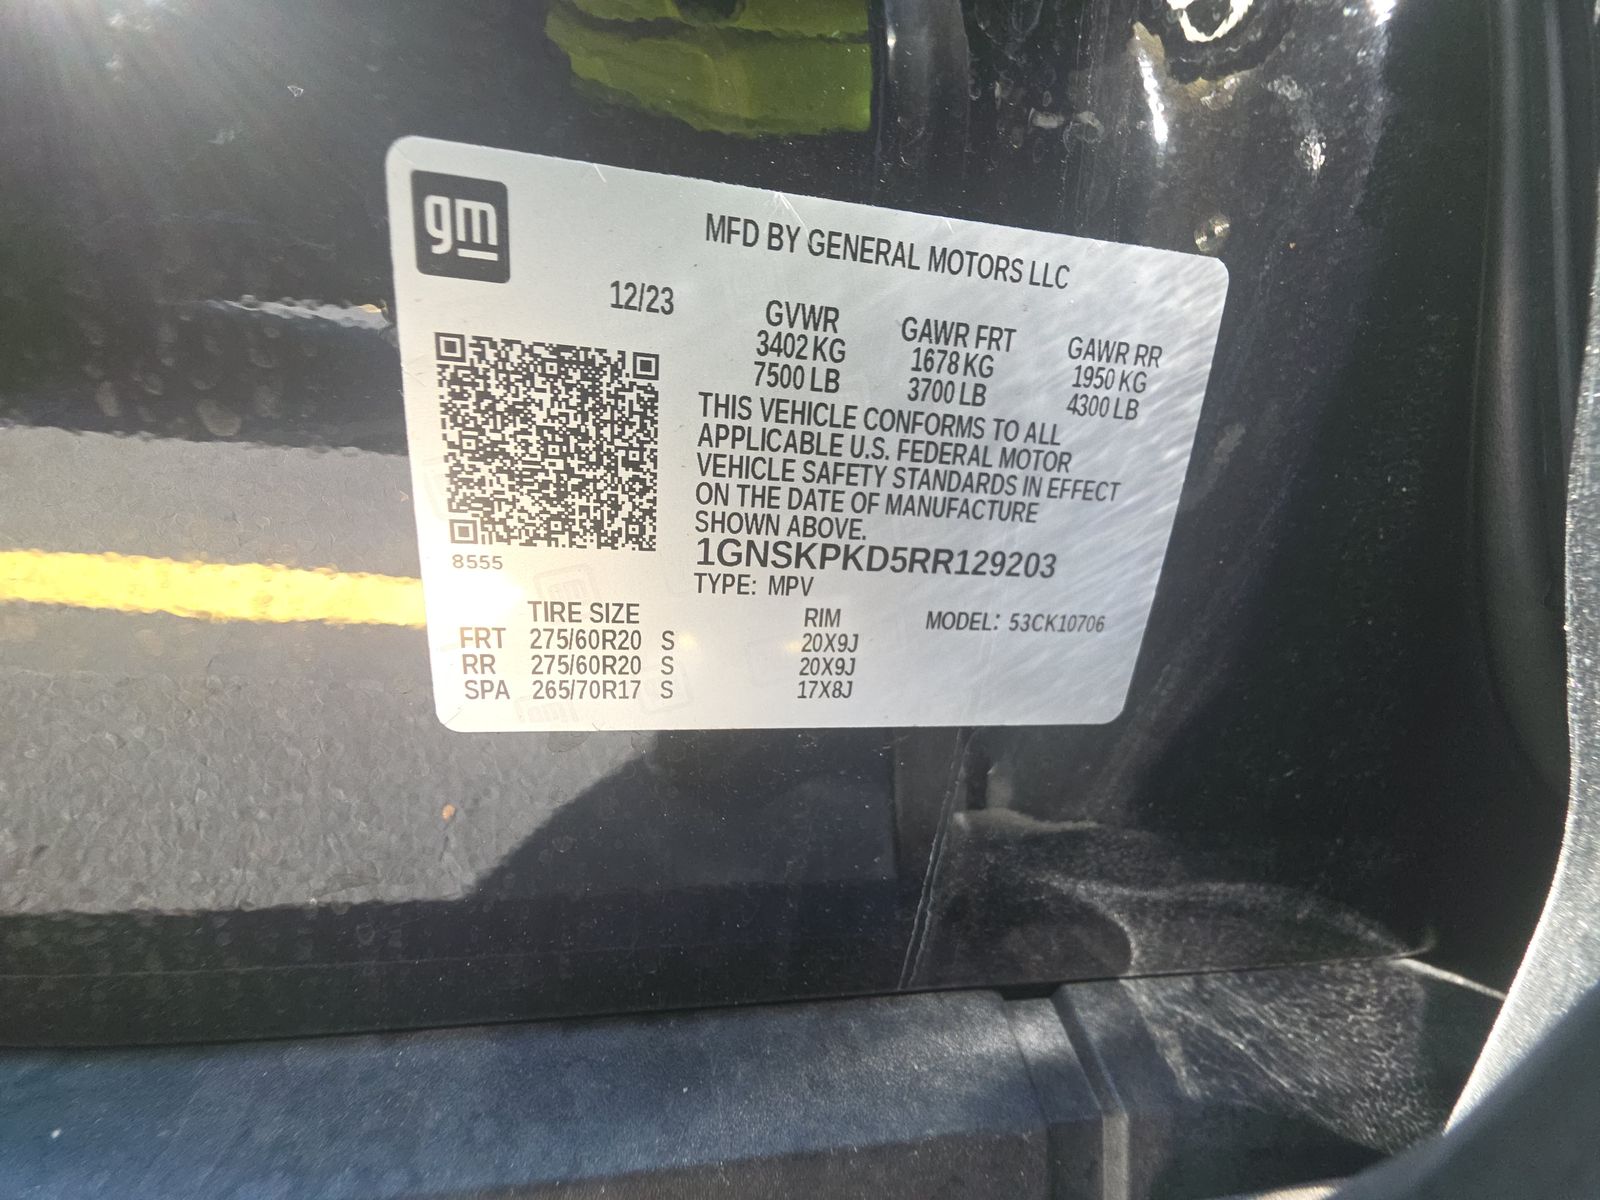 gm
MFD BY GENERAL MOTORS LLC
12/23
GVWR GAWR FRT GAWR RR
3402 KG 1678 KG 1950 KG
7500 LB 3700 LB 4300 LB
THIS VEHICLE CONFORMS TO ALL
APPLICABLE U.S. FEDERAL MOTOR
VEHICLE SAFETY STANDARDS IN EFFECT
ON THE DATE OF MANUFACTURE
SHOWN ABOVE.
8555
1GNSKPKD5RR129203
TYPE: MPV
TIRE SIZE RIM MODEL: 53CK10706
FRT 275/60R20 S 20X9J
RR 275/60R20 S 20X9J
SPA 265/70R17 S 17X8J